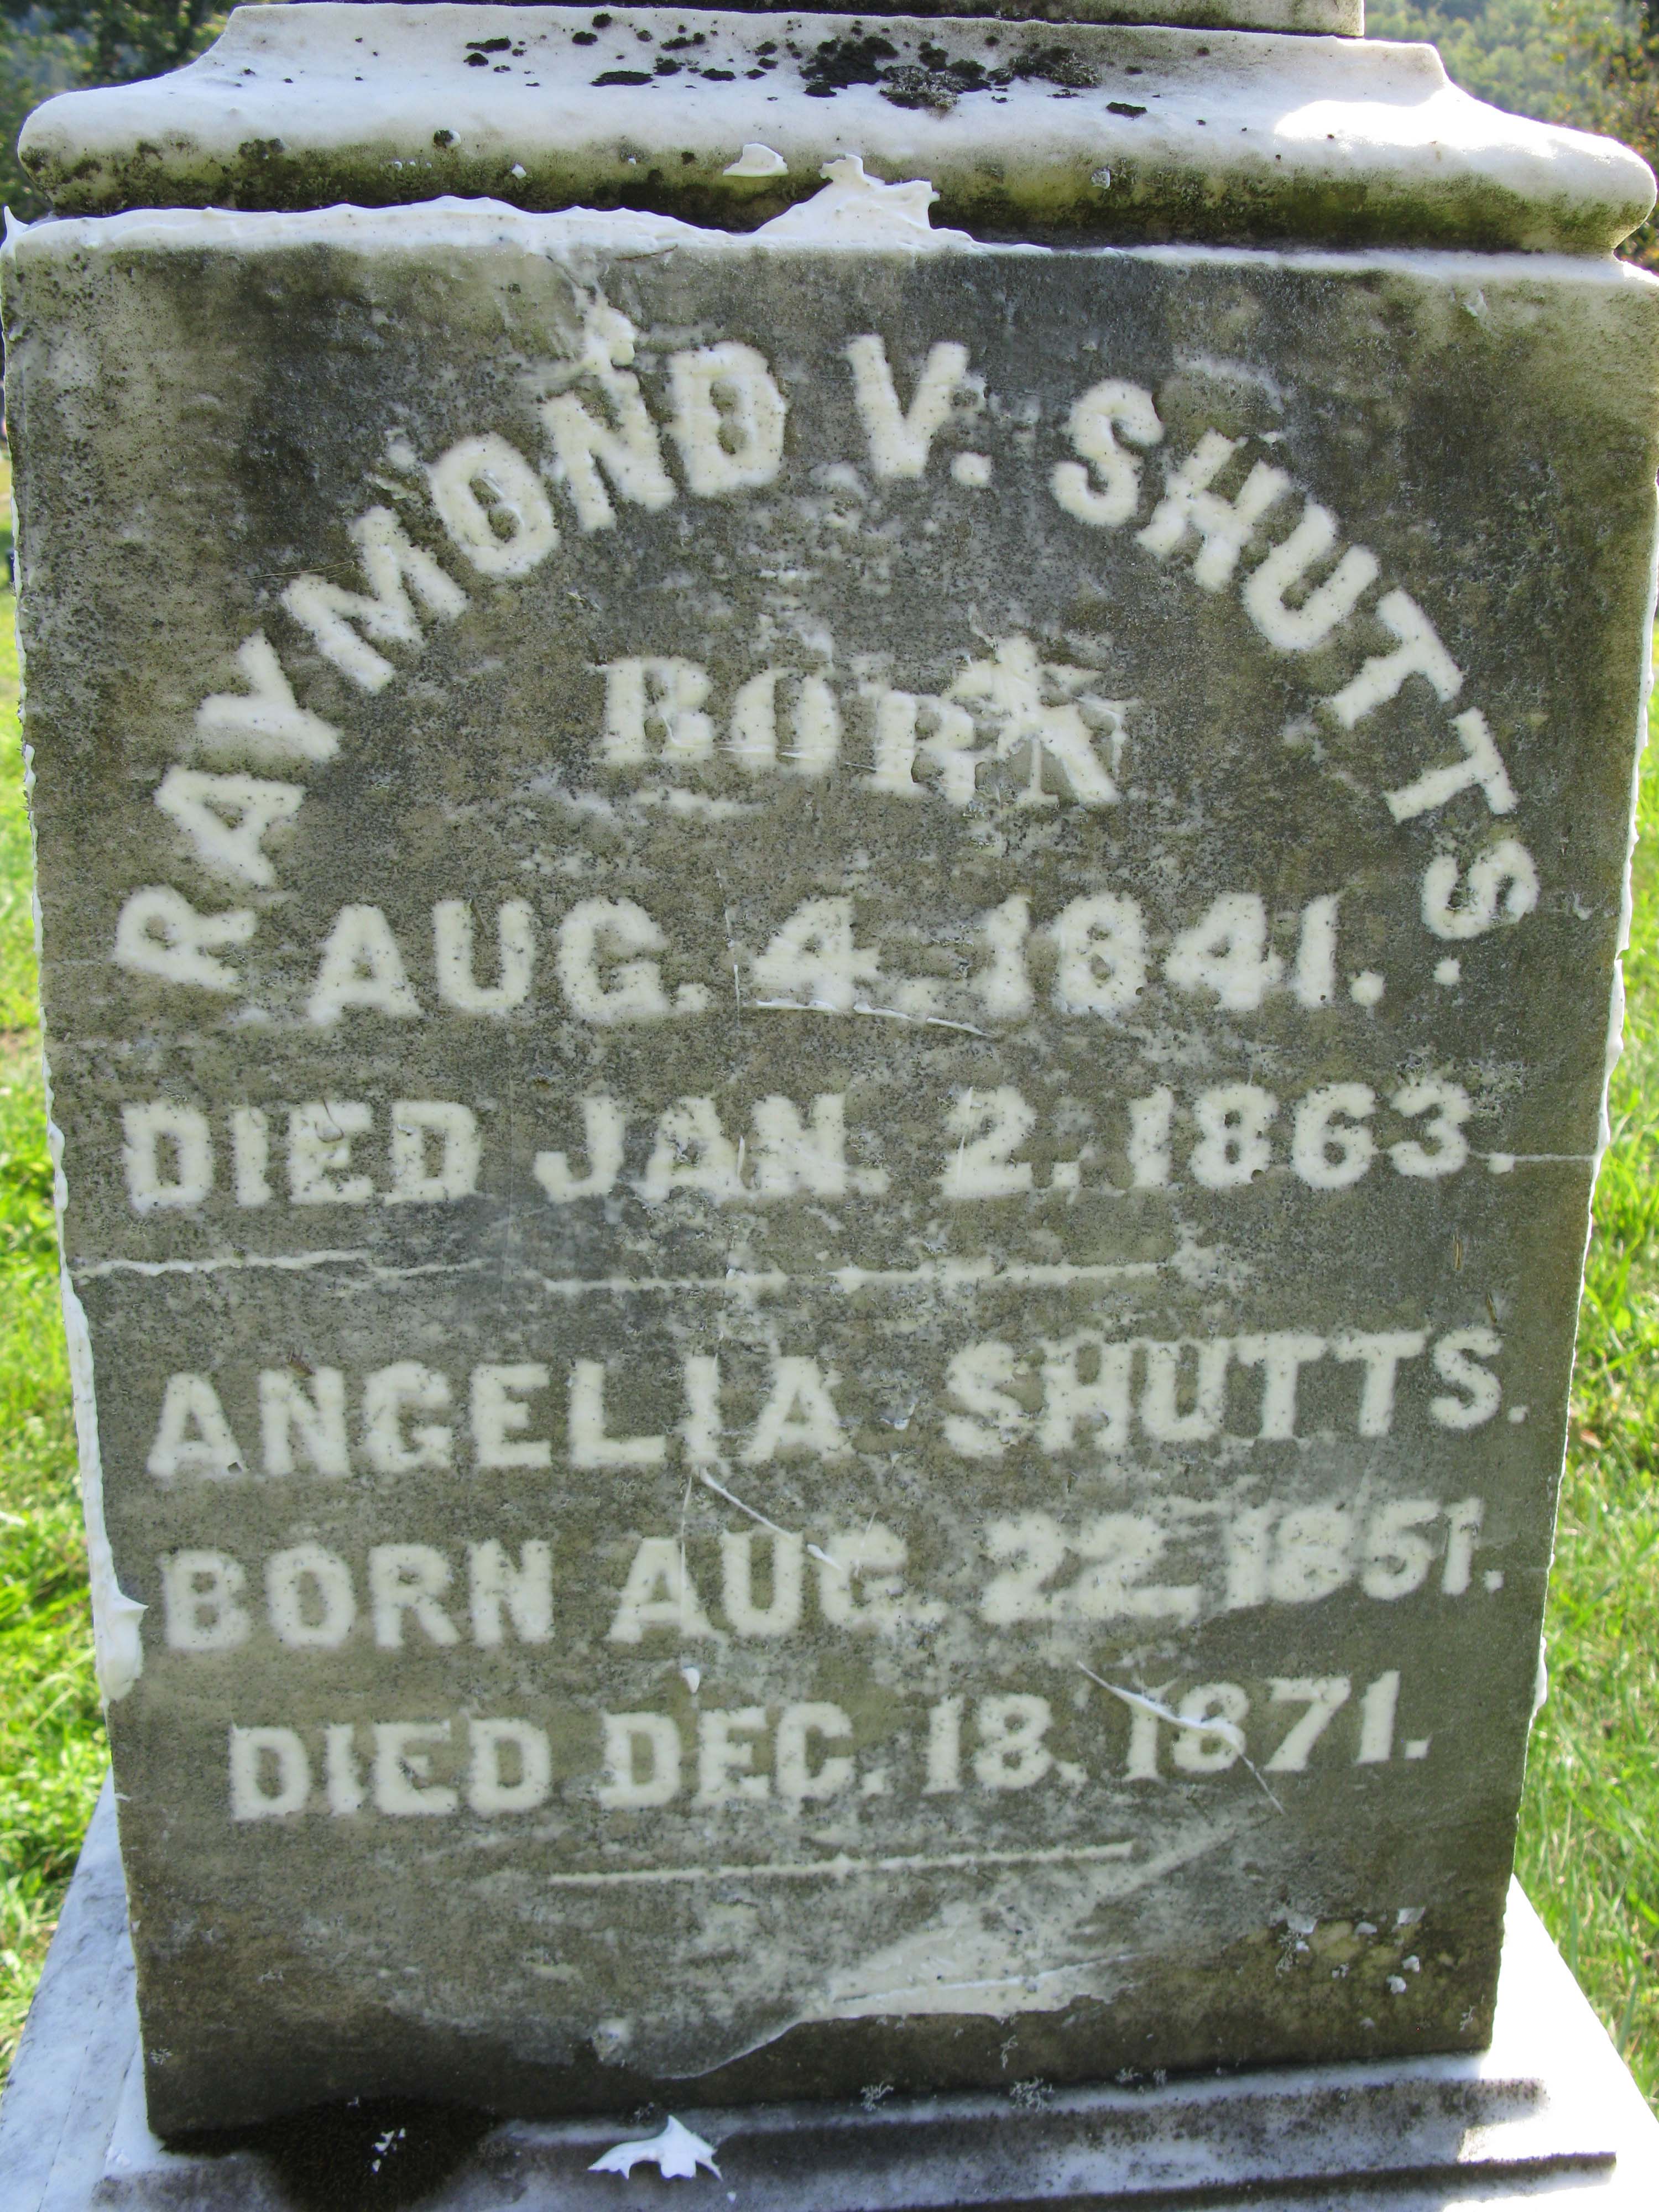 RAYMOND V. SHUTTS.
BORN
AUG. 4. 1841.
DIED JAN. 2. 1863.
ANGELIA SHUTTS.
BORN AUG. 22. 1851.
DIED DEC. 18. 1871.